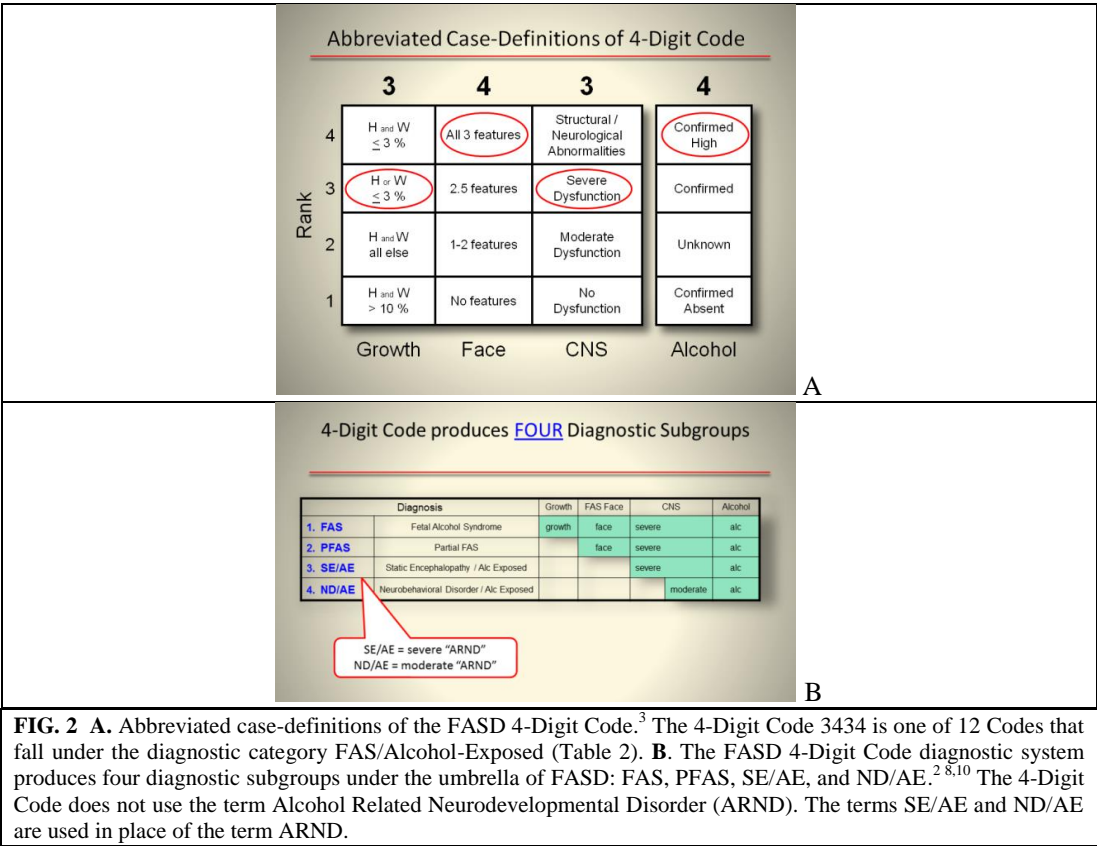 Abbreviated Case-Definitions of 4-Digit Code
3 4 3 4
Rank
4
H and W
≤ 3 %
All 3 features
Structural /
Neurological
Abnormalities
Confirmed
High
3
H or W
≤ 3 %
2.5 features
Severe
Dysfunction
Confirmed
2
H and W
all else
1-2 features
Moderate
Dysfunction
Unknown
1
H and W
> 10 %
No features
No
Dysfunction
Confirmed
Absent
Growth Face CNS Alcohol
A
4-Digit Code produces FOUR Diagnostic Subgroups
Diagnosis Growth FAS Face CNS Alcohol
1. FAS Fetal Alcohol Syndrome growth face severe alc
2. PFAS Partial FAS face severe alc
3. SE/AE Static Encephalopathy / Alc Exposed severe alc
4. ND/AE Neurobehavioral Disorder / Alc Exposed moderate alc
SE/AE = severe “ARND”
ND/AE = moderate “ARND”
B
FIG. 2 A. Abbreviated case-definitions of the FASD 4-Digit Code.3 The 4-Digit Code 3434 is one of 12 Codes that
fall under the diagnostic category FAS/Alcohol-Exposed (Table 2). B. The FASD 4-Digit Code diagnostic system
produces four diagnostic subgroups under the umbrella of FASD: FAS, PFAS, SE/AE, and ND/AE.2 8,10 The 4-Digit
Code does not use the term Alcohol Related Neurodevelopmental Disorder (ARND). The terms SE/AE and ND/AE
are used in place of the term ARND.